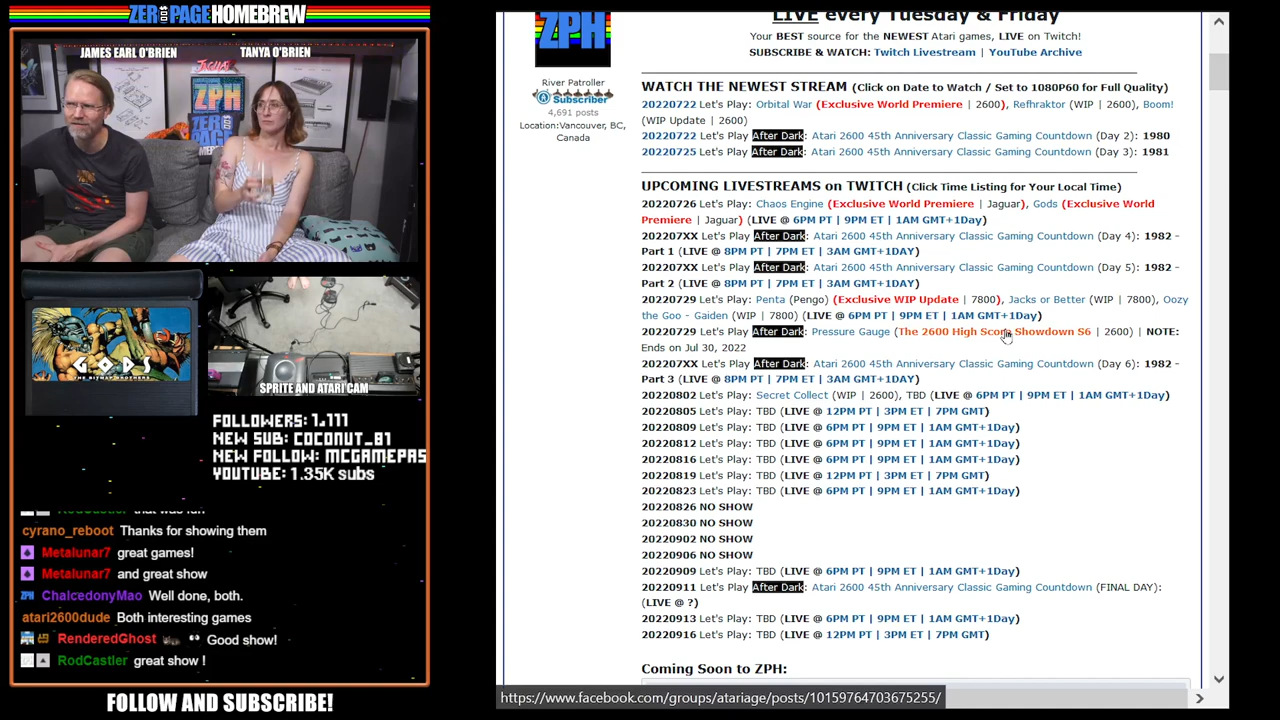 ZERO PAGE HOMEBREW
JAMES EARL O'BRIEN
TANYA O'BRIEN
JAGUAR
ZPH
GODS
THE BITMAP BROTHERS
SPRITE AND ATARI CAM
FOLLOWERS: 1,111
NEW SUB: COCONUT_81
NEW FOLLOW: MCGAMEPAS
YOUTUBE: 1.35K subs
that was fun
cyrano_reboot Thanks for showing them
Metalunar7 great games!
Metalunar7 and great show
ChalcedonyMao Well done, both.
atari2600dude Both interesting games
RenderedGhost Good show!
RodCastler great show !
FOLLOW AND SUBSCRIBE!
ZPH
River Patroller
Subscriber
4,691 posts
Location:Vancouver, BC,
Canada
LIVE every Tuesday & Friday
Your BEST source for the NEWEST Atari games, LIVE on Twitch!
SUBSCRIBE & WATCH: Twitch Livestream | YouTube Archive
WATCH THE NEWEST STREAM (Click on Date to Watch / Set to 1080P60 for Full Quality)
20220722 Let's Play: Orbital War (Exclusive World Premiere | 2600), Refhraktor (WIP | 2600), Boom!
(WIP Update | 2600)
20220722 Let's Play After Dark: Atari 2600 45th Anniversary Classic Gaming Countdown (Day 2): 1980
20220725 Let's Play After Dark: Atari 2600 45th Anniversary Classic Gaming Countdown (Day 3): 1981
UPCOMING LIVESTREAMS on TWITCH (Click Time Listing for Your Local Time)
20220726 Let's Play: Chaos Engine (Exclusive World Premiere | Jaguar), Gods (Exclusive World
Premiere | Jaguar) (LIVE @ 6PM PT | 9PM ET | 1AM GMT+1Day)
202207XX Let's Play After Dark: Atari 2600 45th Anniversary Classic Gaming Countdown (Day 4): 1982 -
Part 1 (LIVE @ 8PM PT | 7PM ET | 3AM GMT+1DAY)
202207XX Let's Play After Dark: Atari 2600 45th Anniversary Classic Gaming Countdown (Day 5): 1982 -
Part 2 (LIVE @ 8PM PT | 7PM ET | 3AM GMT+1DAY)
20220729 Let's Play: Penta (Pengo) (Exclusive WIP Update | 7800), Jacks or Better (WIP | 7800), Oozy
the Goo - Gaiden (WIP | 7800) (LIVE @ 6PM PT | 9PM ET | 1AM GMT+1Day)
20220729 Let's Play After Dark: Pressure Gauge (The 2600 High Score Showdown S6 | 2600) | NOTE:
Ends on Jul 30, 2022
202207XX Let's Play After Dark: Atari 2600 45th Anniversary Classic Gaming Countdown (Day 6): 1982 -
Part 3 (LIVE @ 8PM PT | 7PM ET | 3AM GMT+1DAY)
20220802 Let's Play: Secret Collect (WIP | 2600), TBD (LIVE @ 6PM PT | 9PM ET | 1AM GMT+1Day)
20220805 Let's Play: TBD (LIVE @ 12PM PT | 3PM ET | 7PM GMT)
20220809 Let's Play: TBD (LIVE @ 6PM PT | 9PM ET | 1AM GMT+1Day)
20220812 Let's Play: TBD (LIVE @ 6PM PT | 9PM ET | 1AM GMT+1Day)
20220816 Let's Play: TBD (LIVE @ 6PM PT | 9PM ET | 1AM GMT+1Day)
20220819 Let's Play: TBD (LIVE @ 12PM PT | 3PM ET | 7PM GMT)
20220823 Let's Play: TBD (LIVE @ 6PM PT | 9PM ET | 1AM GMT+1Day)
20220826 NO SHOW
20220830 NO SHOW
20220902 NO SHOW
20220906 NO SHOW
20220909 Let's Play: TBD (LIVE @ 6PM PT | 9PM ET | 1AM GMT+1Day)
20220911 Let's Play After Dark: Atari 2600 45th Anniversary Classic Gaming Countdown (FINAL DAY):
(LIVE @ ?)
20220913 Let's Play: TBD (LIVE @ 6PM PT | 9PM ET | 1AM GMT+1Day)
20220916 Let's Play: TBD (LIVE @ 12PM PT | 3PM ET | 7PM GMT)
Coming Soon to ZPH:
https://www.facebook.com/groups/atariage/posts/10159764703675255/